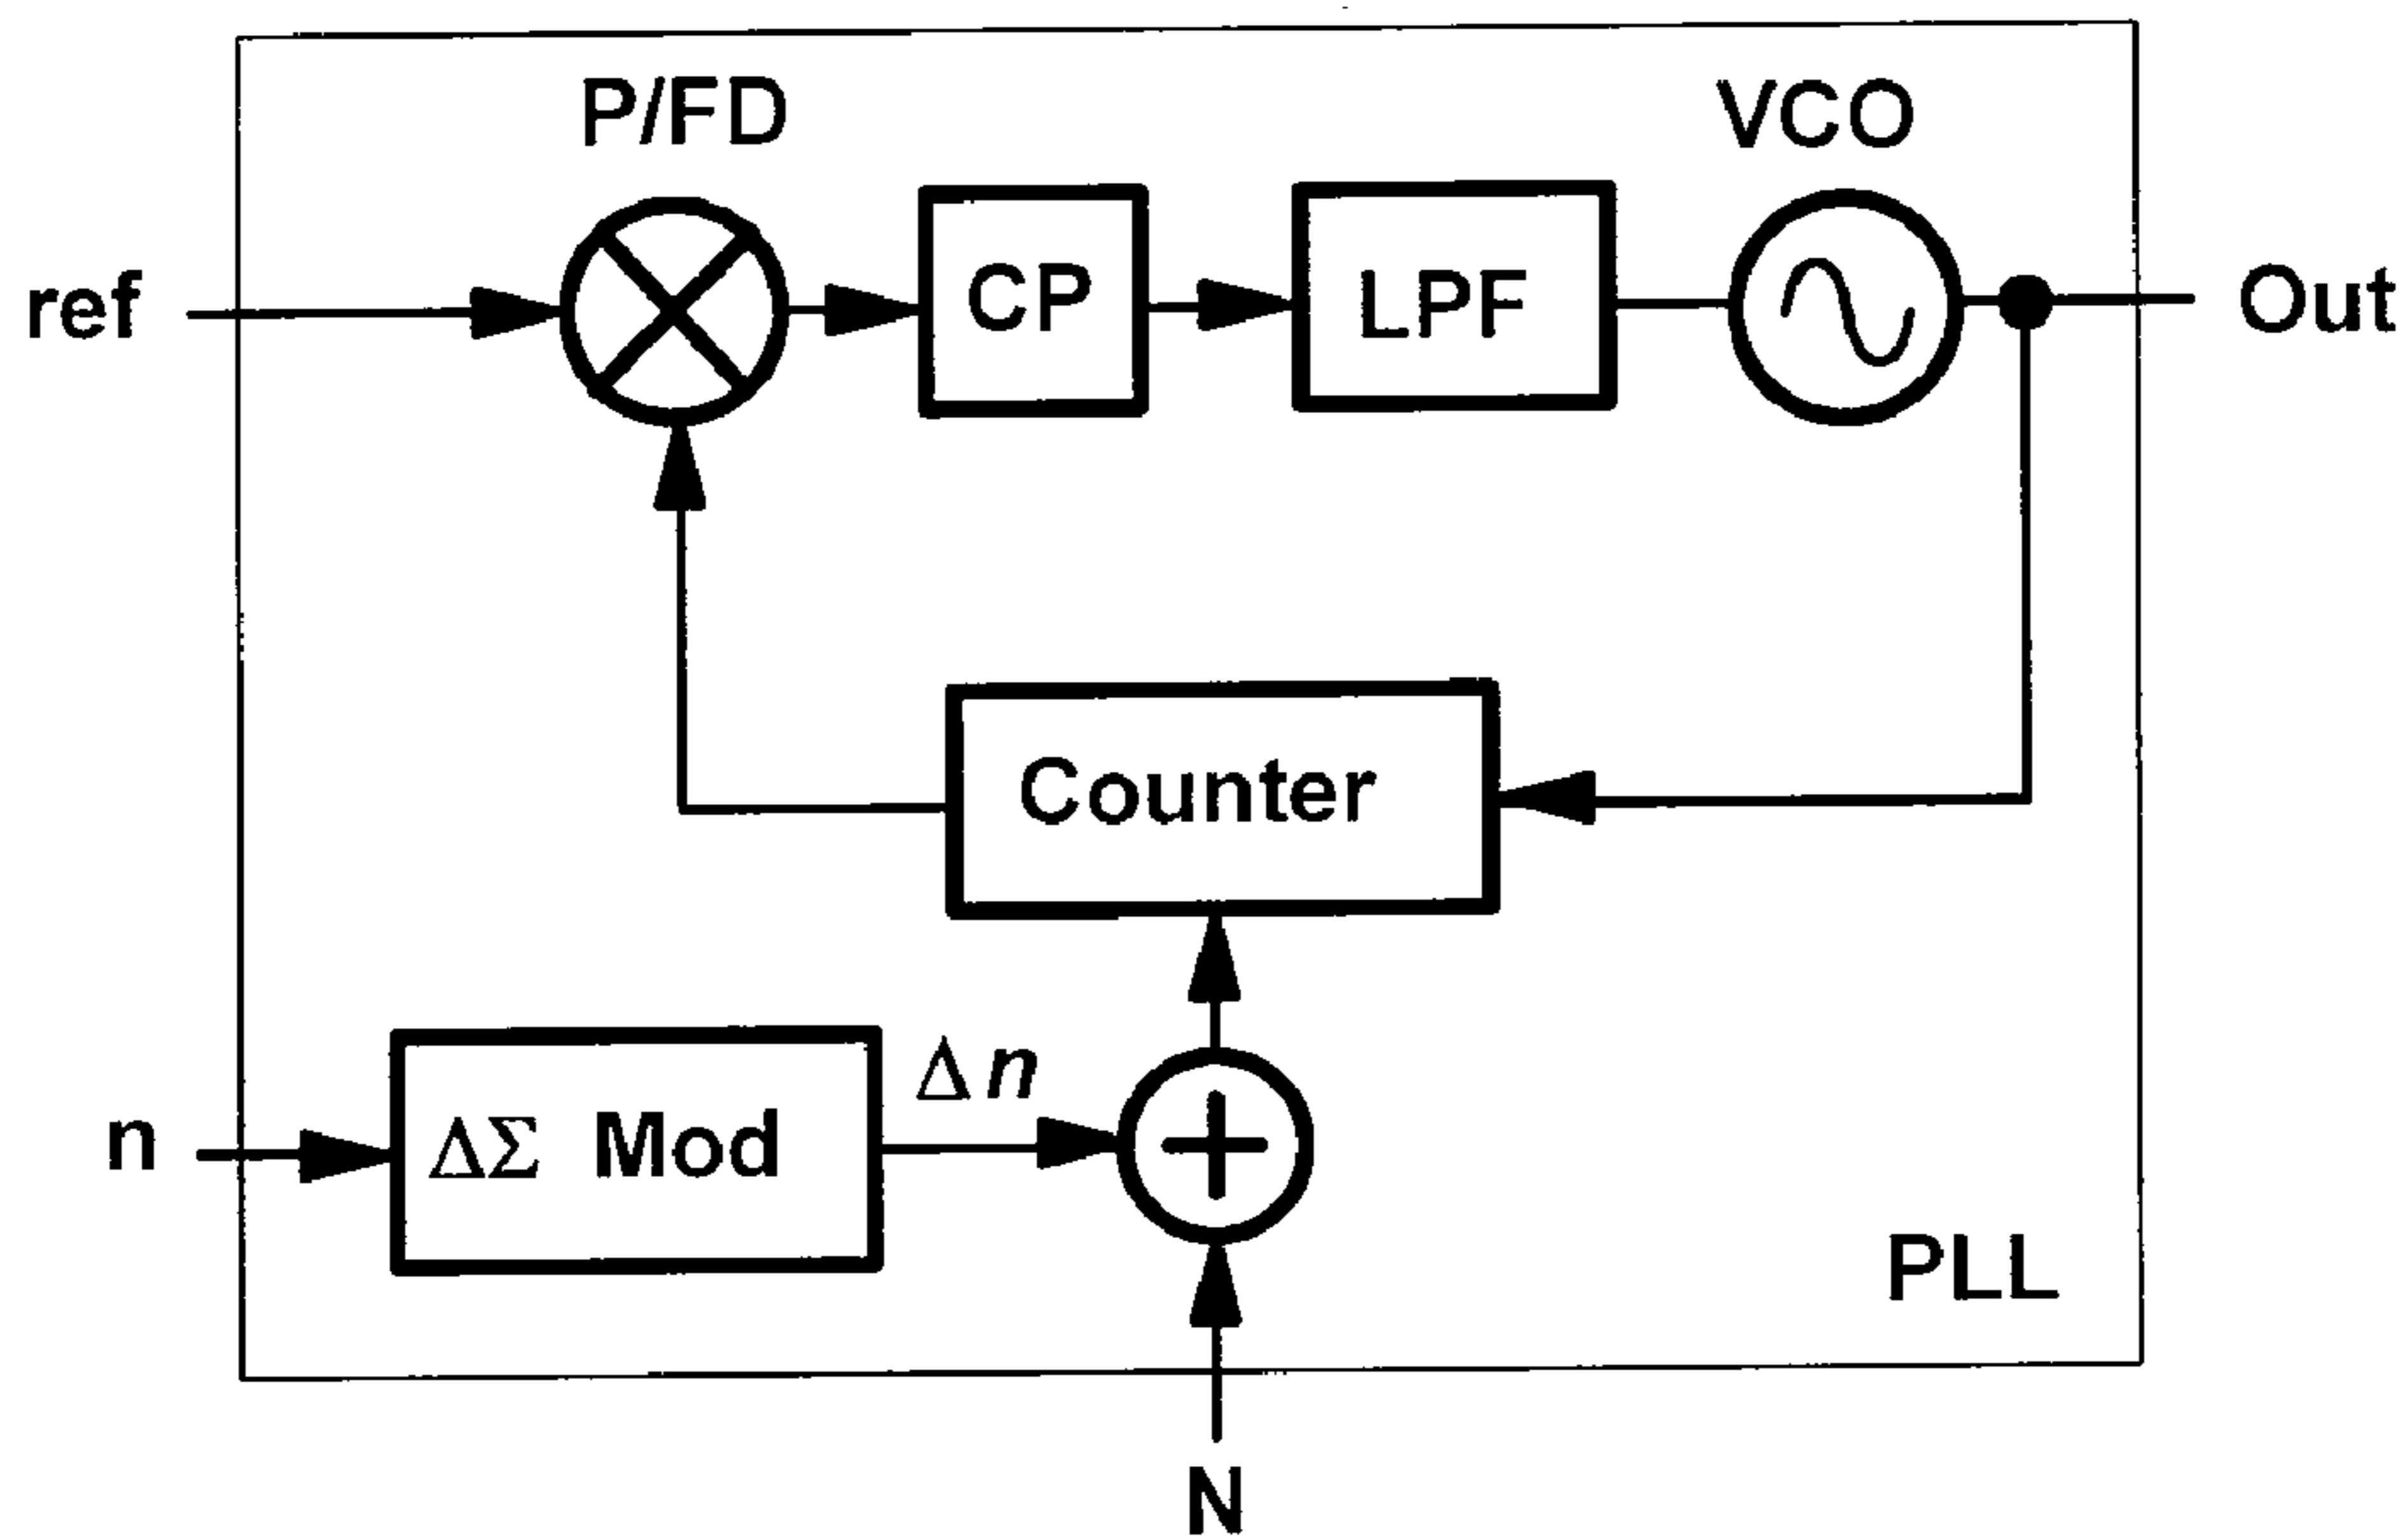 P/FD
VCO
ref
CP
LPF
Out
Counter
Δn
n
ΔΣ Mod
PLL
N